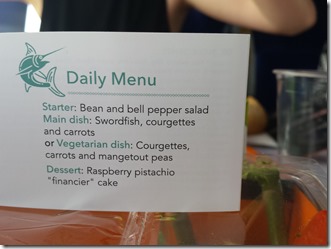 Daily Menu
Starter: Bean and bell pepper salad
Main dish: Swordfish, courgettes
and carrots
or Vegetarian dish: Courgettes,
carrots and mangetout peas
Dessert: Raspberry pistachio
"financier" cake